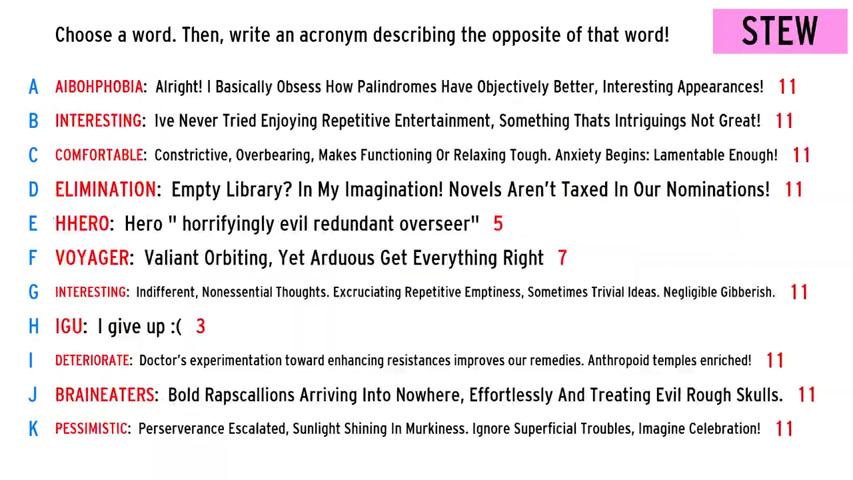 Choose a word. Then, write an acronym describing the opposite of that word!
STEW
A AIBOHPHOBIA: Alright! I Basically Obsess How Palindromes Have Objectively Better, Interesting Appearances! 11
B INTERESTING: Ive Never Tried Enjoying Repetitive Entertainment, Something Thats Intriguings Not Great! 11
C COMFORTABLE: Constrictive, Overbearing, Makes Functioning Or Relaxing Tough. Anxiety Begins: Lamentable Enough! 11
D ELIMINATION: Empty Library? In My Imagination! Novels Aren't Taxed In Our Nominations! 11
E HHERO: Hero " horrifyingly evil redundant overseer" 5
F VOYAGER: Valiant Orbiting, Yet Arduous Get Everything Right 7
G INTERESTING: Indifferent, Nonessential Thoughts. Excruciating Repetitive Emptiness, Sometimes Trivial Ideas. Negligible Gibberish. 11
H IGU: I give up :( 3
I DETERIORATE: Doctor's experimentation toward enhancing resistances improves our remedies. Anthropoid temples enriched! 11
J BRAINEATERS: Bold Rapscallions Arriving Into Nowhere, Effortlessly And Treating Evil Rough Skulls. 11
K PESSIMISTIC: Perserverance Escalated, Sunlight Shining In Murkiness. Ignore Superficial Troubles, Imagine Celebration! 11